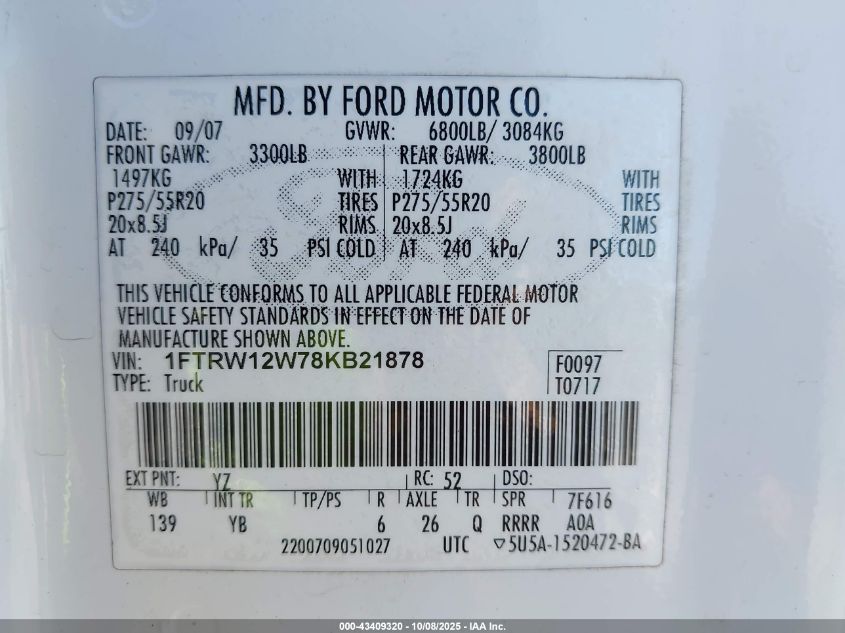 MFD. BY FORD MOTOR CO.
DATE: 09/07 GVWR: 6800LB/ 3084KG
FRONT GAWR: 3300LB REAR GAWR: 3800LB
1497KG WITH 1724KG WITH
P275/55R20 TIRES P275/55R20 TIRES
20x8.5J RIMS 20x8.5J RIMS
AT 240 kPa/ 35 PSI COLD AT 240 kPa/ 35 PSI COLD
Ford
THIS VEHICLE CONFORMS TO ALL APPLICABLE FEDERAL MOTOR
VEHICLE SAFETY STANDARDS IN EFFECT ON THE DATE OF
MANUFACTURE SHOWN ABOVE.
VIN: 1FTRW12W78KB21878 F0097
TYPE: Truck T0717
EXT PNT: YZ RC: 52 DSO:
WB INT TR TP/PS R AXLE TR SPR 7F616
139 YB 6 26 Q RRRR A0A
2200709051027 UTC ▽5U5A-1520472-BA
000-43409320 - 10/08/2025 - IAA Inc.